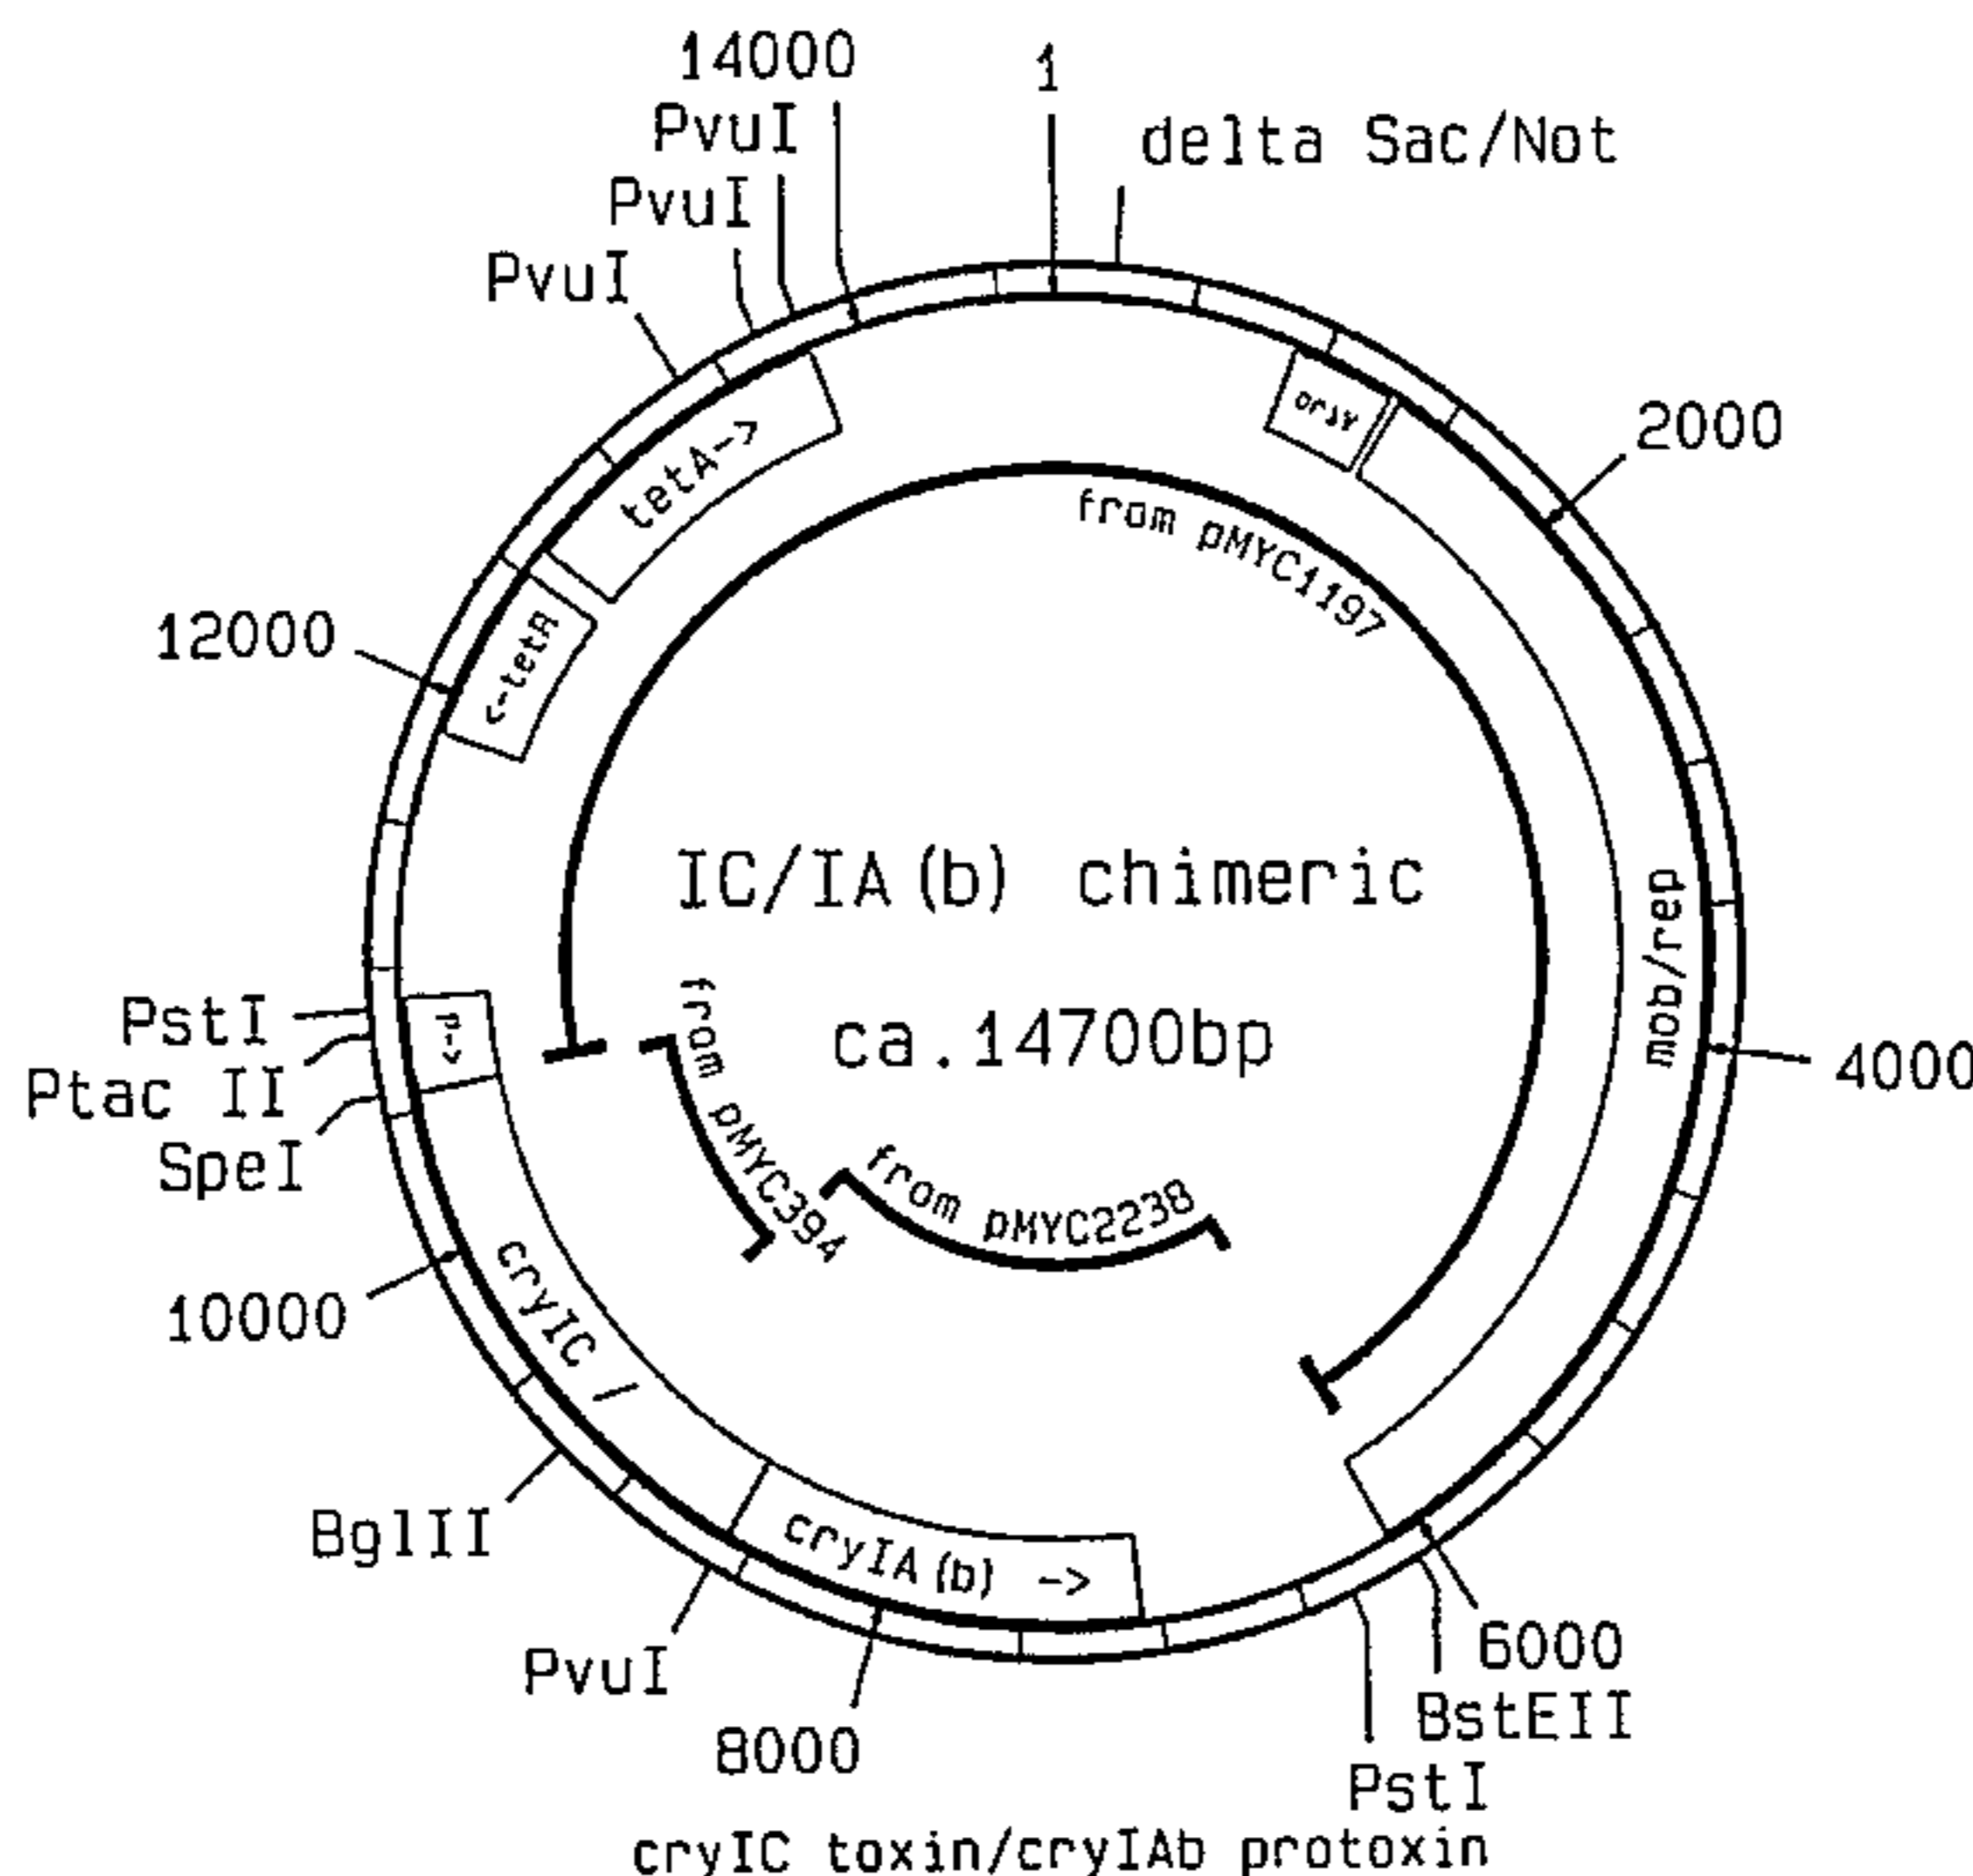 14000
1
PvuI
delta Sac/Not
PvuI
PvuI
2000
tetA->
from pMYC1197
12000
<-tetR
IC/IA(b) chimeric
mob/rep
PstI
P->
from pMYC394
ca.14700bp
4000
Ptac II
SpeI
from pMYC2238
10000
cryIC /
BglII
cryIA(b) ->
PvuI
6000
8000
BstEII
PstI
cryIC toxin/cryIAb protoxin